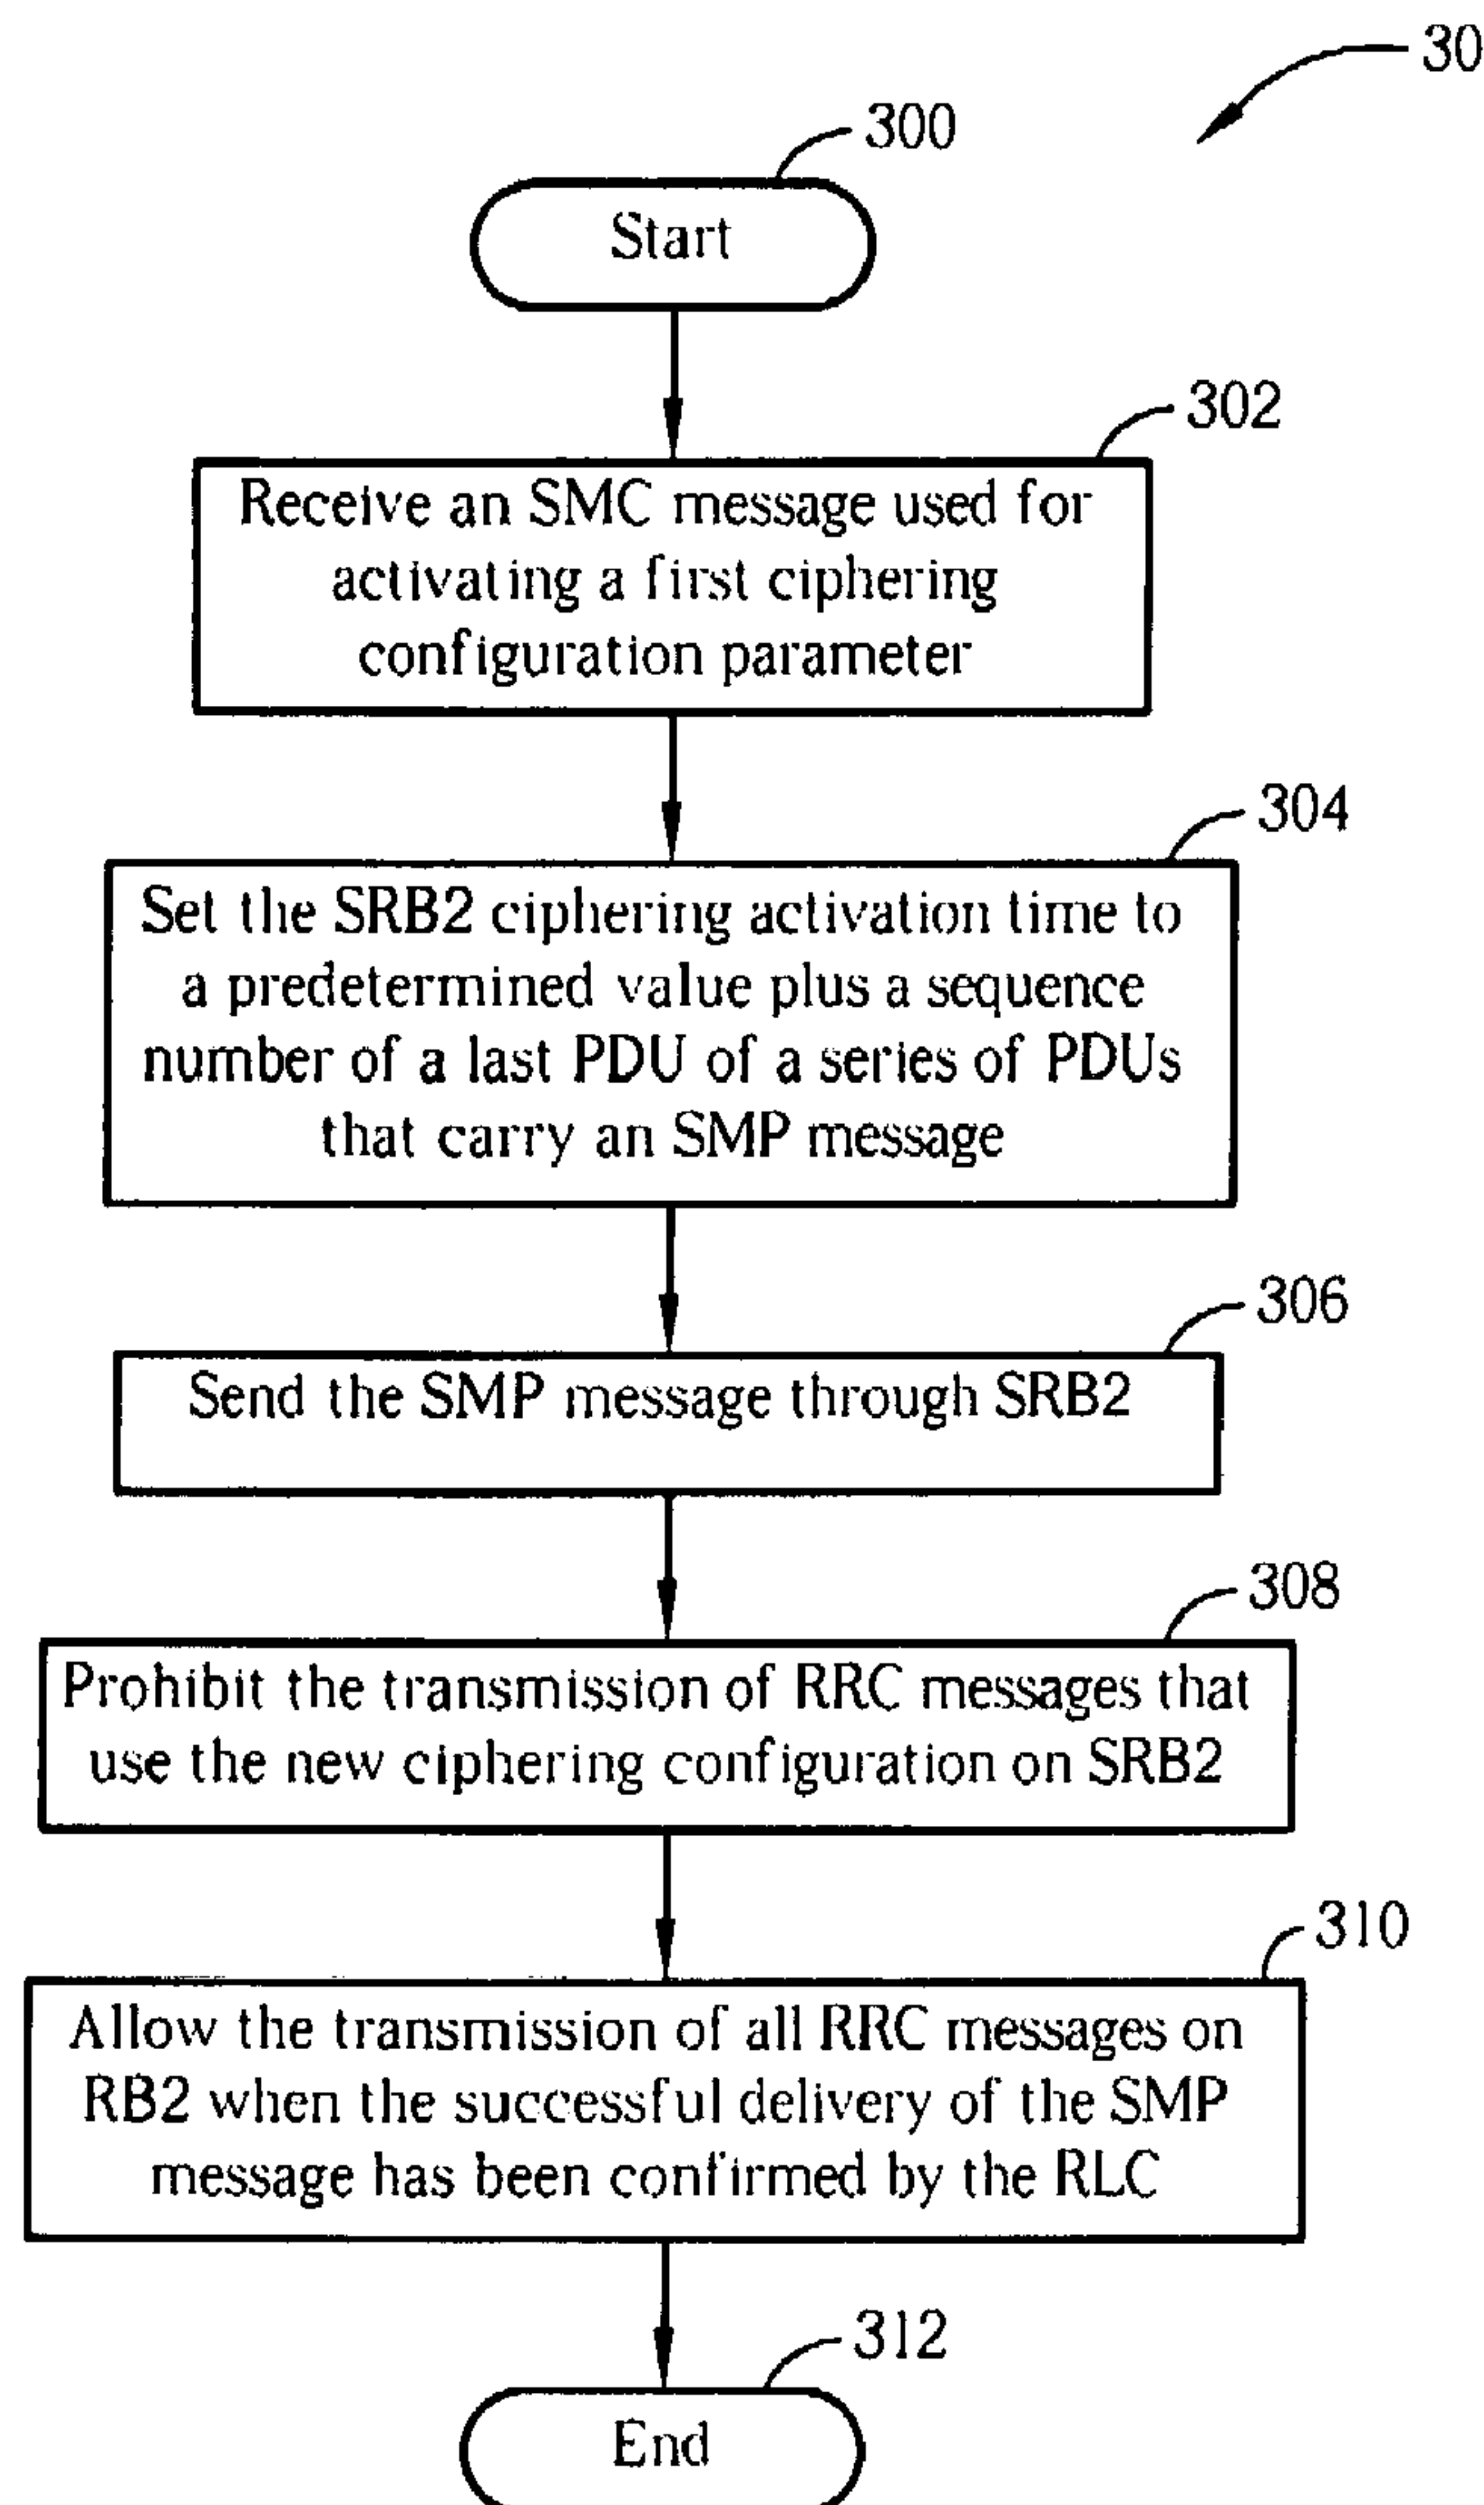 30
300
Start
302
Receive an SMC message used for
activating a first ciphering
configuration parameter
304
Set the SRB2 ciphering activation time to
a predetermined value plus a sequence
number of a last PDU of a series of PDUs
that carry an SMP message
306
Send the SMP message through SRB2
308
Prohibit the transmission of RRC messages that
use the new ciphering configuration on SRB2
310
Allow the transmission of all RRC messages on
RB2 when the successful delivery of the SMP
message has been confirmed by the RLC
312
End